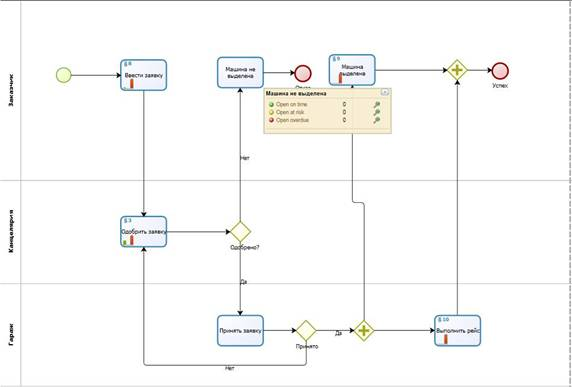 Заказчик
Канцелярия
Гараж
8
Ввести заявку
Машина не
выделена
9
Машина
выделена
Успех
Машина не выделена
Open on time 0
Open at risk 0
Open overdue 0
Нет
3
Одобрить заявку
Одобрено?
Да
Принять заявку
Принято
Да
10
Выполнить рейс
Нет